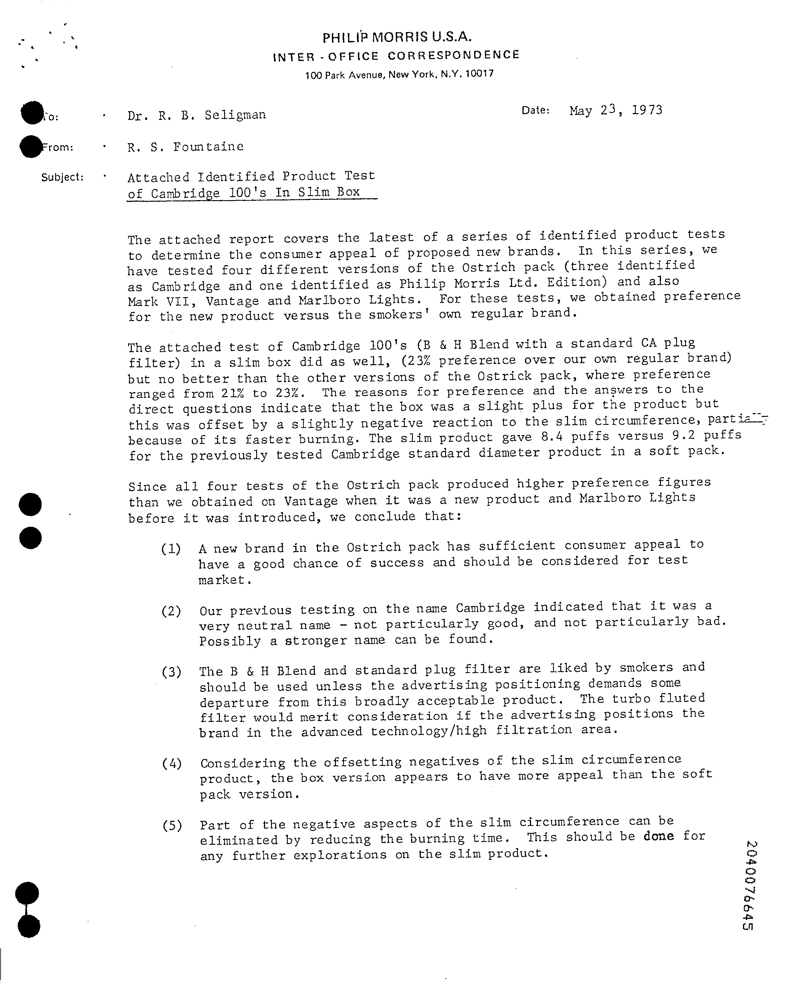 PHILIP MORRIS U.S.A.
INTER - OFFICE CORRESPONDENCE
100 Park Avenue, New York, N.Y. 10017
To: Dr. R. B. Seligman Date: May 23, 1973
From: R. S. Fountaine
Subject: Attached Identified Product Test
of Cambridge 100's In Slim Box
The attached report covers the latest of a series of identified product tests
to determine the consumer appeal of proposed new brands. In this series, we
have tested four different versions of the Ostrich pack (three identified
as Cambridge and one identified as Philip Morris Ltd. Edition) and also
Mark VII, Vantage and Marlboro Lights. For these tests, we obtained preference
for the new product versus the smokers' own regular brand.
The attached test of Cambridge 100's (B & H Blend with a standard CA plug
filter) in a slim box did as well, (23% preference over our own regular brand)
but no better than the other versions of the Ostrick pack, where preference
ranged from 21% to 23%. The reasons for preference and the answers to the
direct questions indicate that the box was a slight plus for the product but
this was offset by a slightly negative reaction to the slim circumference, partially
because of its faster burning. The slim product gave 8.4 puffs versus 9.2 puffs
for the previously tested Cambridge standard diameter product in a soft pack.
Since all four tests of the Ostrich pack produced higher preference figures
than we obtained on Vantage when it was a new product and Marlboro Lights
before it was introduced, we conclude that:
(1) A new brand in the Ostrich pack has sufficient consumer appeal to
have a good chance of success and should be considered for test
market.
(2) Our previous testing on the name Cambridge indicated that it was a
very neutral name - not particularly good, and not particularly bad.
Possibly a stronger name can be found.
(3) The B & H Blend and standard plug filter are liked by smokers and
should be used unless the advertising positioning demands some
departure from this broadly acceptable product. The turbo fluted
filter would merit consideration if the advertising positions the
brand in the advanced technology/high filtration area.
(4) Considering the offsetting negatives of the slim circumference
product, the box version appears to have more appeal than the soft
pack version.
(5) Part of the negative aspects of the slim circumference can be
eliminated by reducing the burning time. This should be done for
any further explorations on the slim product.
2040076645